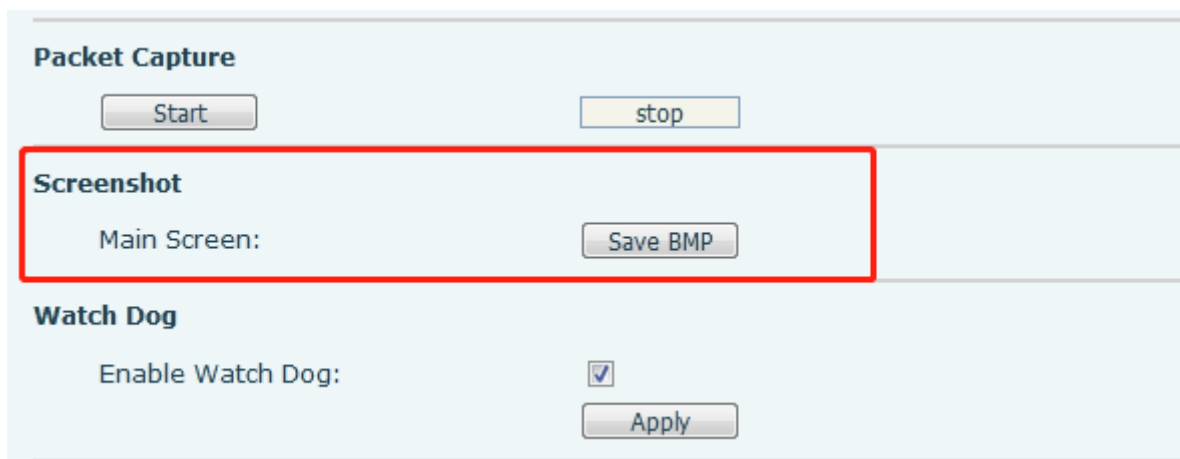 Packet Capture
Start stop
Screenshot
Main Screen: Save BMP
Watch Dog
Enable Watch Dog:
Apply